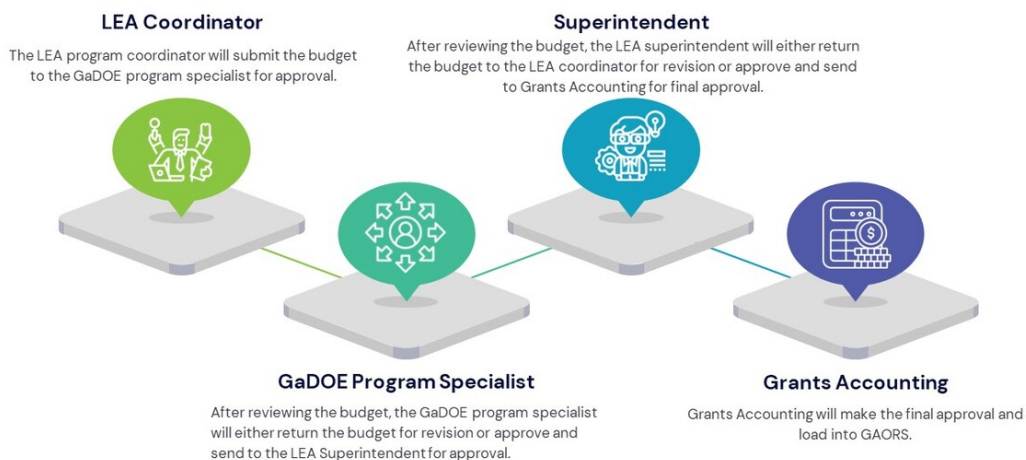 LEA Coordinator
The LEA program coordinator will submit the budget
to the GaDOE program specialist for approval.
Superintendent
After reviewing the budget, the LEA superintendent will either return
the budget to the LEA coordinator for revision or approve and send
to Grants Accounting for final approval.
$
GaDOE Program Specialist
After reviewing the budget, the GaDOE program specialist
will either return the budget for revision or approve and
send to the LEA Superintendent for approval.
Grants Accounting
Grants Accounting will make the final approval and
load into GAORS.